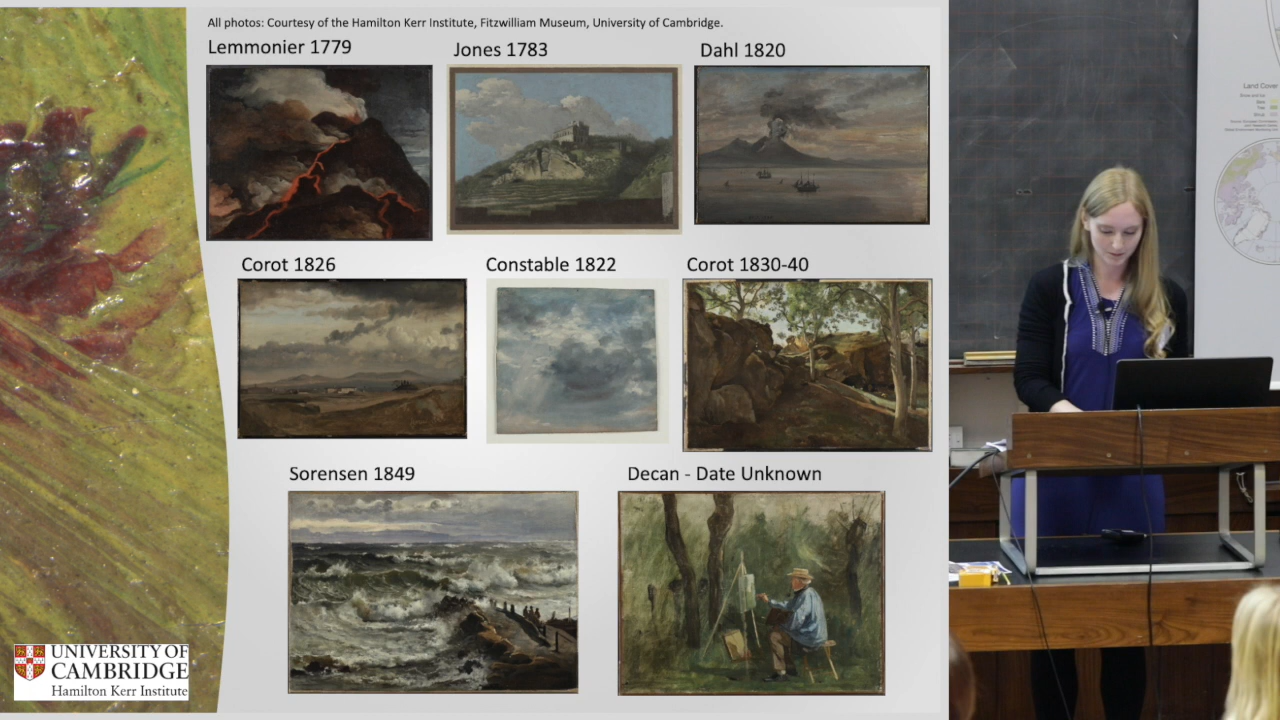 All photos: Courtesy of the Hamilton Kerr Institute, Fitzwilliam Museum, University of Cambridge.
Lemmonier 1779
Jones 1783
Dahl 1820
Corot 1826
Constable 1822
Corot 1830-40
Sorensen 1849
Decan - Date Unknown
UNIVERSITY OF
CAMBRIDGE
Hamilton Kerr Institute
Land Cover